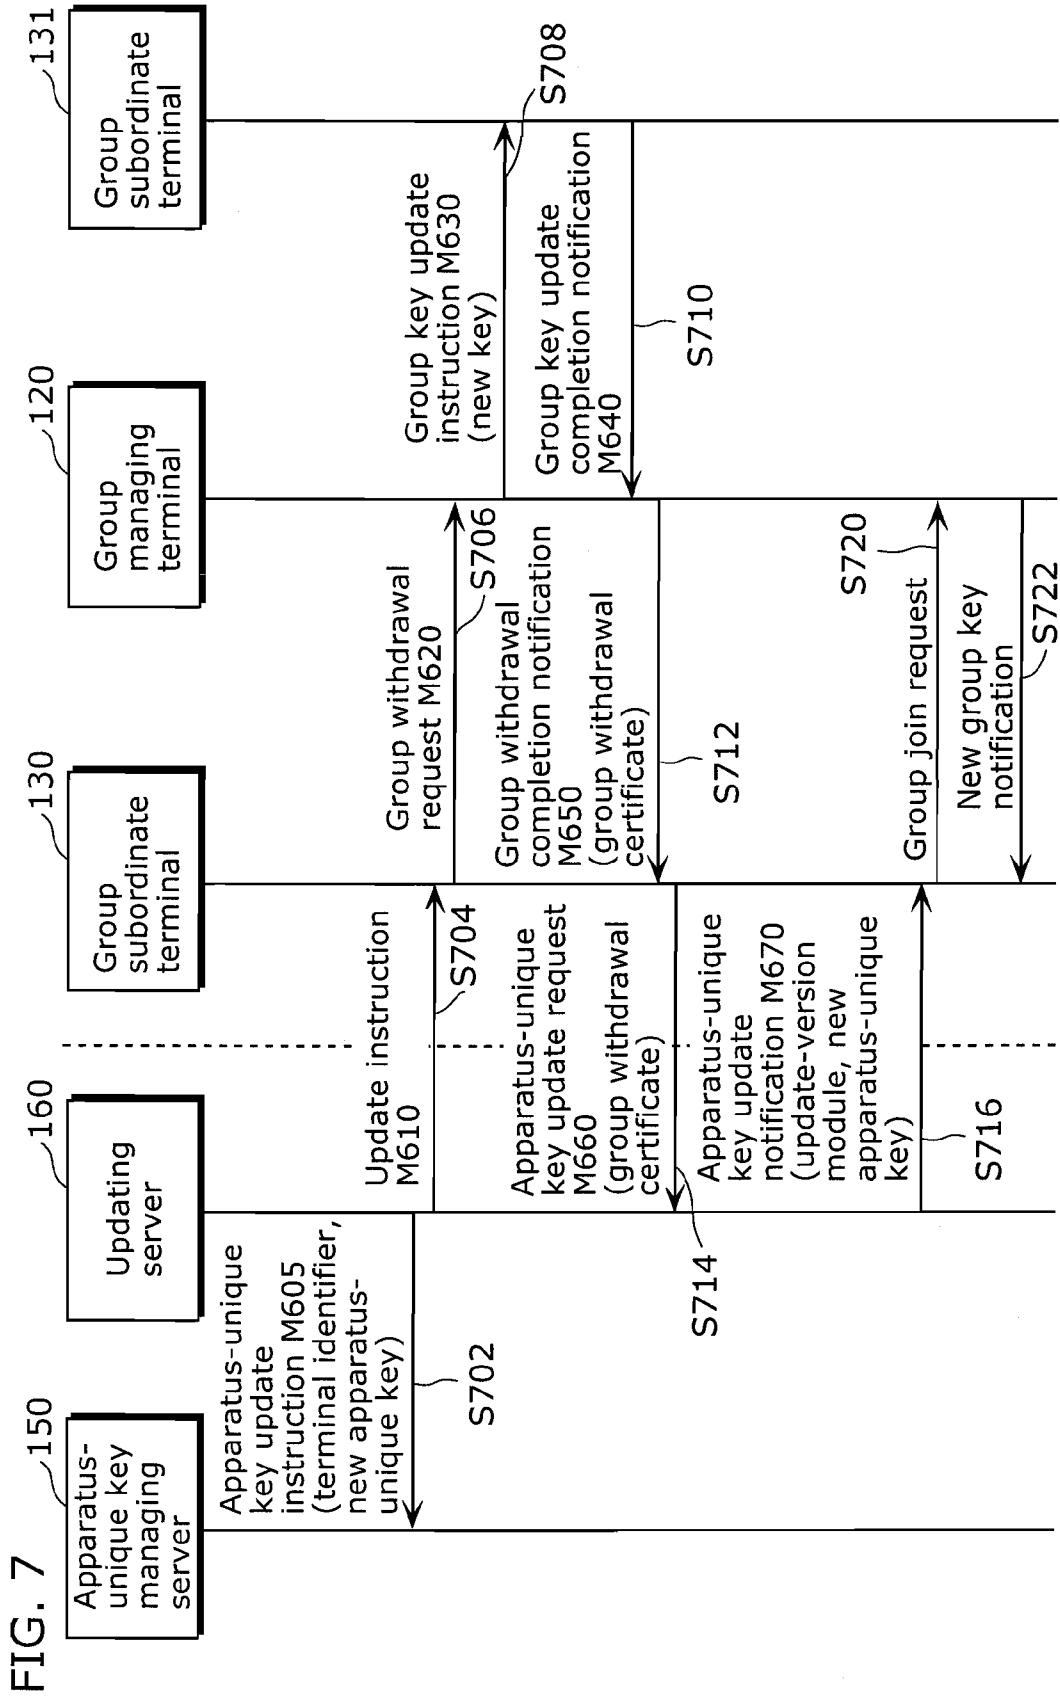 FIG. 7
150
Apparatus-
unique key
managing
server
160
Updating
server
130
Group
subordinate
terminal
120
Group
managing
terminal
131
Group
subordinate
terminal
Apparatus-unique
key update
instruction M605
(terminal identifier,
new apparatus-
unique key)
S702
Update instruction
M610
S704
Group withdrawal
request M620
S706
Group key update
instruction M630
(new key)
S708
Group key update
completion notification
M640
S710
Group withdrawal
completion notification
M650
(group withdrawal
certificate)
S712
Apparatus-unique
key update request
M660
(group withdrawal
certificate)
S714
Apparatus-unique
key update
notification M670
(update-version
module, new
apparatus-unique
key)
S716
Group join request
S720
New group key
notification
S722